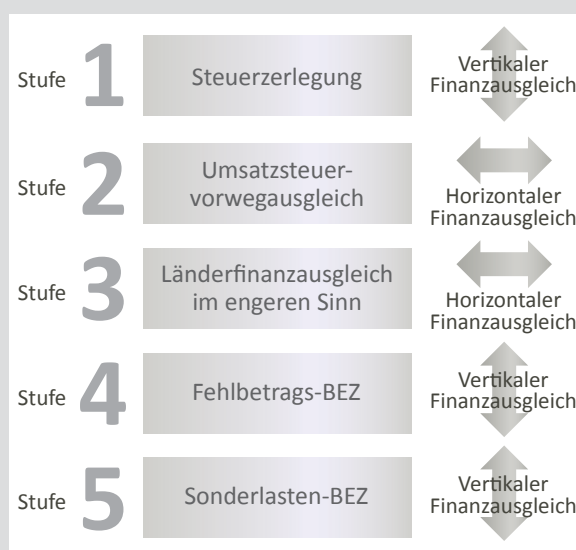 Stufe 1 Steuerzerlegung Vertikaler
Finanzausgleich
Stufe 2 Umsatzsteuer-
vorwegausgleich
Horizontaler
Finanzausgleich
Stufe 3 Länderfinanzausgleich
im engeren Sinn
Horizontaler
Finanzausgleich
Stufe 4 Fehlbetrags-BEZ Vertikaler
Finanzausgleich
Stufe 5 Sonderlasten-BEZ Vertikaler
Finanzausgleich